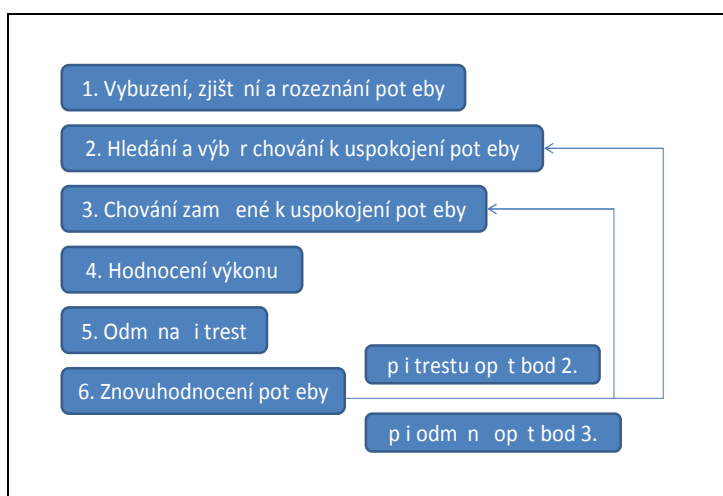 1. Vybuzení, zjišt ní a rozeznání pot eby
2. Hledání a výb r chování k uspokojení pot eby
3. Chování zam ené k uspokojení pot eby
4. Hodnocení výkonu
5. Odm na i trest
6. Znovuhodnocení pot eby
p i trestu op t bod 2.
p i odm n op t bod 3.